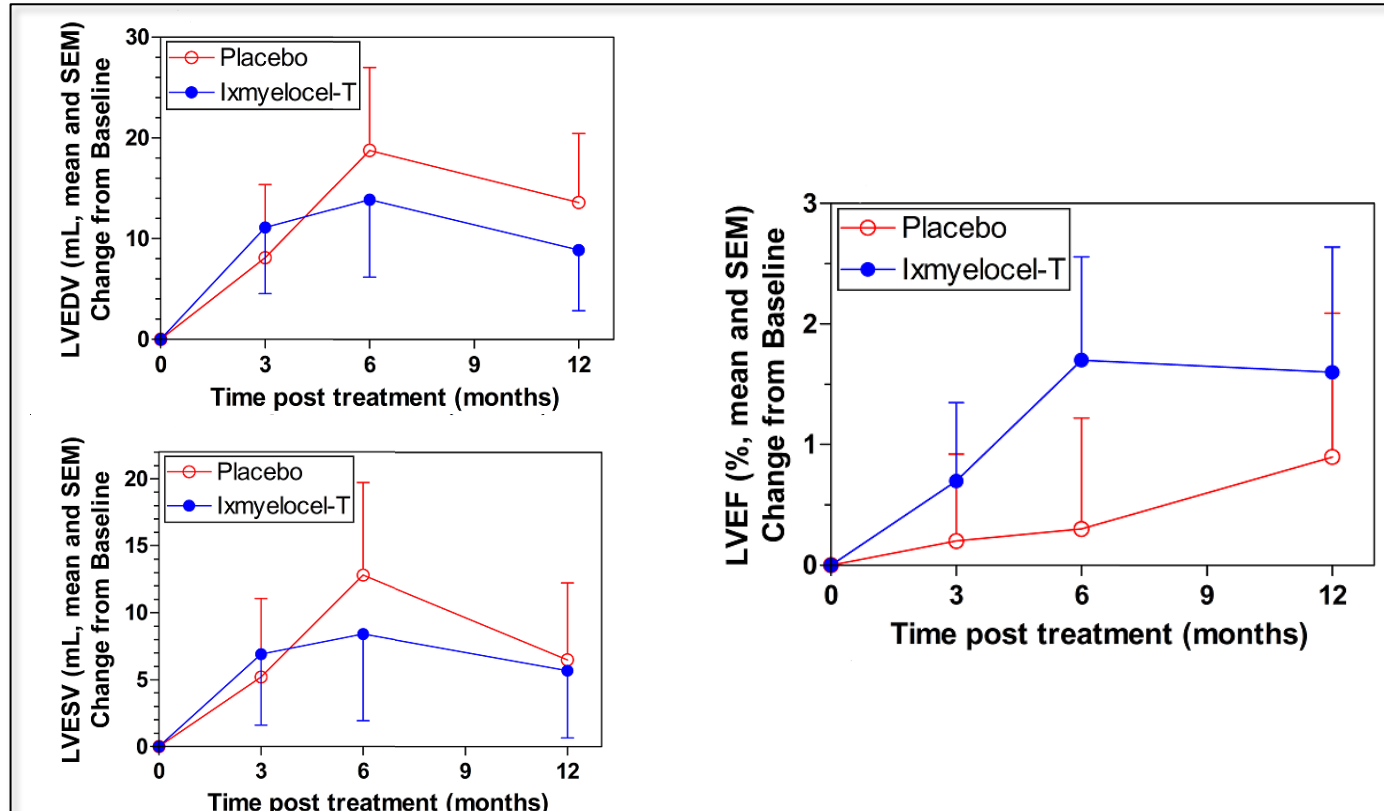 LVEDV (mL, mean and SEM)
Change from Baseline
30
20
10
0
Placebo
Ixmyelocel-T
0 3 6 9 12
Time post treatment (months)
LVESV (mL, mean and SEM)
Change from Baseline
20
15
10
5
0
Placebo
Ixmyelocel-T
0 3 6 9 12
Time post treatment (months)
LVEF (%, mean and SEM)
Change from Baseline
3
2
1
0
Placebo
Ixmyelocel-T
0 3 6 9 12
Time post treatment (months)